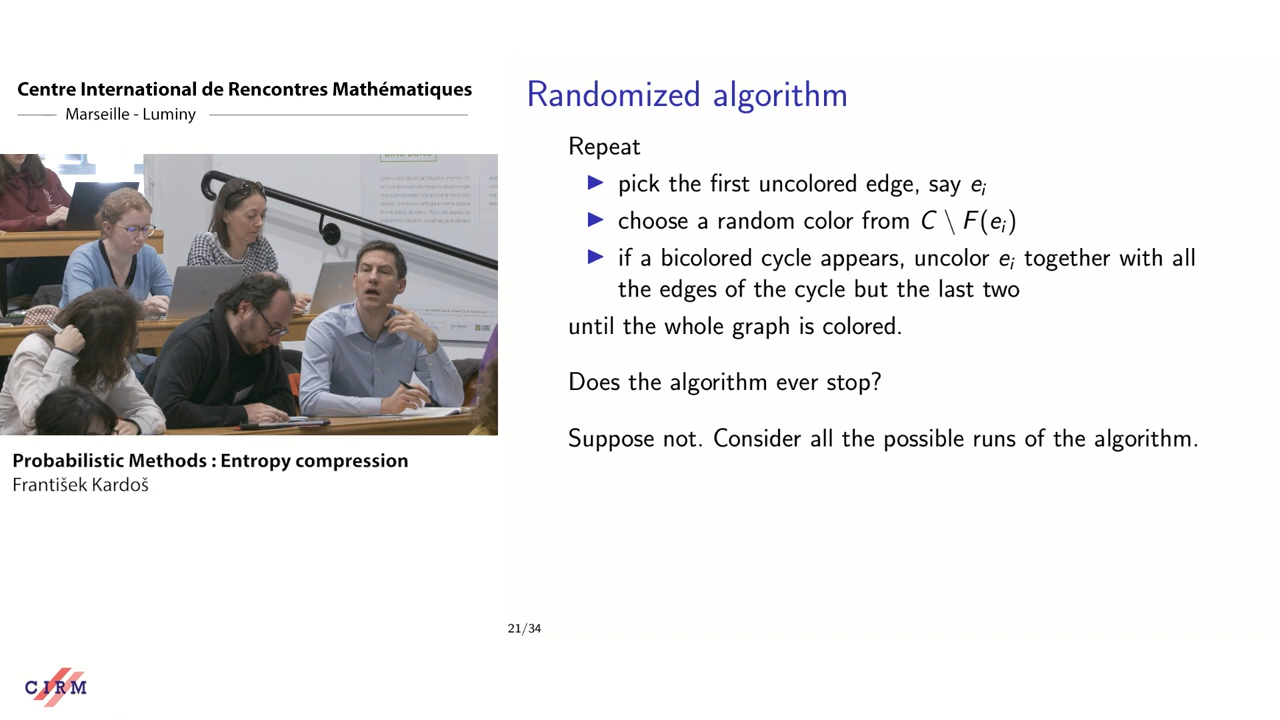 Centre International de Rencontres Mathématiques
Marseille - Luminy
Randomized algorithm
Repeat
▶ pick the first uncolored edge, say eᵢ
▶ choose a random color from C \ F(eᵢ)
▶ if a bicolored cycle appears, uncolor eᵢ together with all
the edges of the cycle but the last two
until the whole graph is colored.
Does the algorithm ever stop?
Suppose not. Consider all the possible runs of the algorithm.
Probabilistic Methods : Entropy compression
František Kardoš
21/34
CIRM